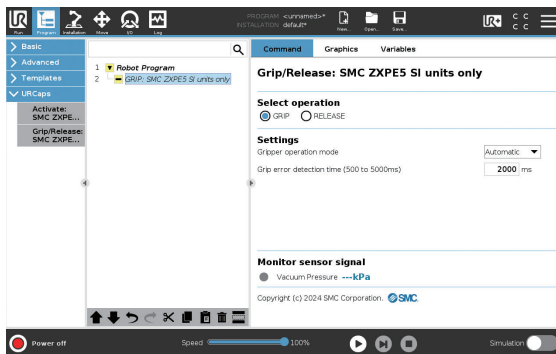 UR
PROGRAM <unnamed>*
INSTALLATION default*
Run
Program
Installation
Move
I/O
Log
New...
Open...
Save...
UR+
C C
C C
Basic
Advanced
Templates
URCaps
Activate:
SMC ZXPE...
Grip/Release:
SMC ZXPE...
1 Robot Program
2 GRIP: SMC ZXPE5 SI units only
Command
Graphics
Variables
Grip/Release: SMC ZXPE5 SI units only
Select operation
GRIP
RELEASE
Settings
Gripper operation mode
Automatic
Grip error detection time (500 to 5000ms)
2000 ms
Monitor sensor signal
Vacuum Pressure ---kPa
Copyright (c) 2024 SMC Corporation. SMC.
Power off
Speed
100%
Simulation